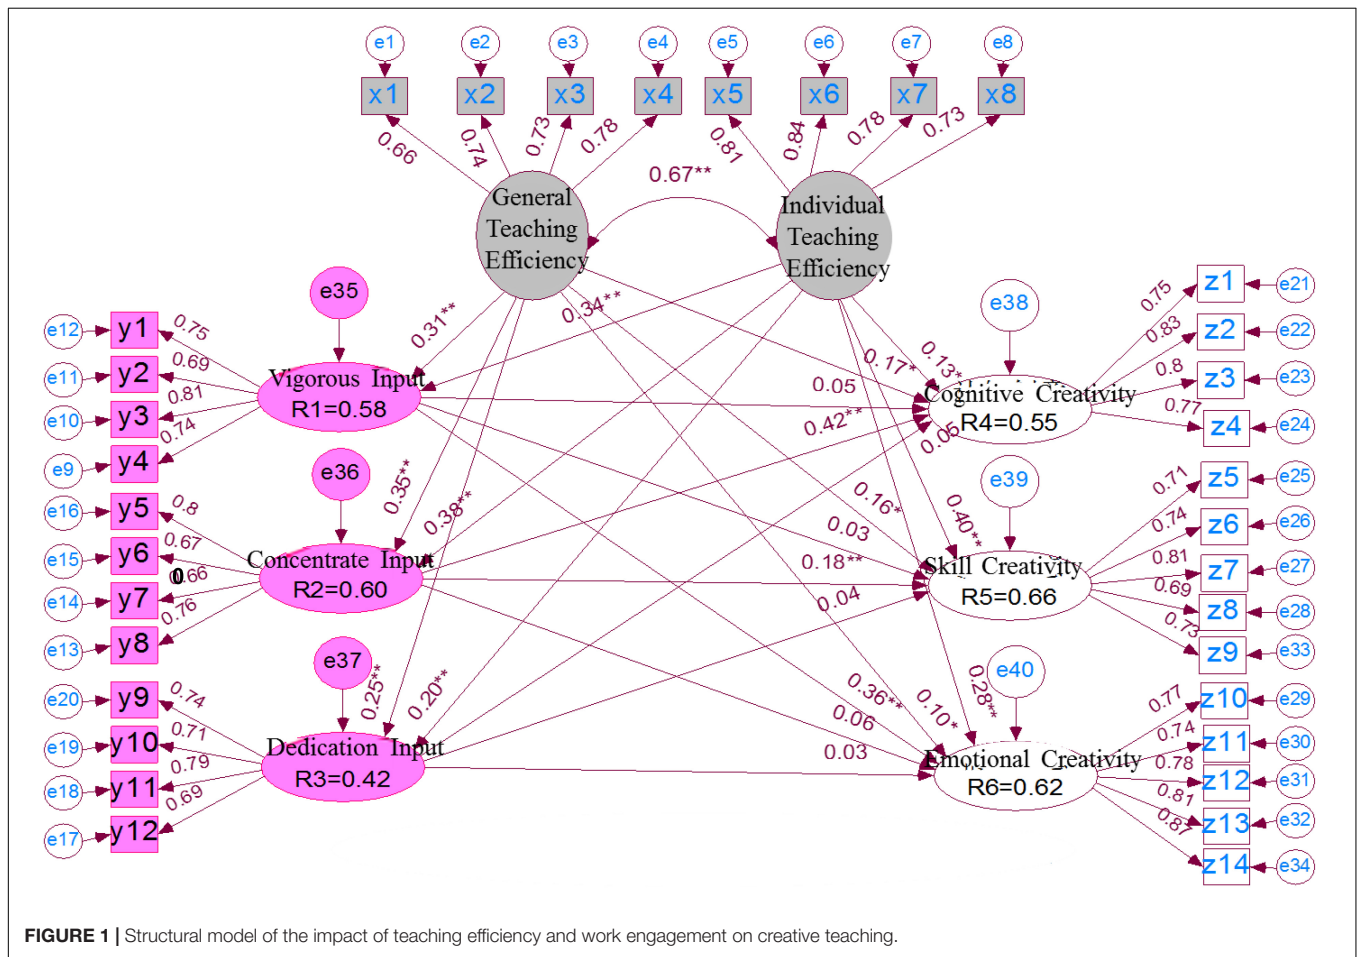 e1 e2 e3 e4 e5 e6 e7 e8
x1 x2 x3 x4 x5 x6 x7 x8
0.66 0.74 0.73 0.78 0.81 0.84 0.78 0.73
0.67**
General
Teaching
Efficiency
Individual
Teaching
Efficiency
e35
e38
0.31** 0.34**
0.17* 0.13*
e12 y1 0.75
e11 y2 0.69
e10 y3 0.81
e9 y4 0.74
Vigorous Input
R1=0.58
0.05
0.42**
0.05
Cognitive Creativity
R4=0.55
0.75 z1 e21
0.83 z2 e22
0.8 z3 e23
0.77 z4 e24
e36
e39
0.35** 0.38**
0.16* 0.40**
e16 y5 0.8
e15 y6 0.67
e14 y7 0.66
0
e13 y8 0.76
Concentrate Input
R2=0.60
0.03
0.18**
0.04
Skill Creativity
R5=0.66
0.71 z5 e25
0.74 z6 e26
0.81 z7 e27
0.69 z8 e28
0.73 z9 e33
e37
e40
0.25** 0.20**
0.36** 0.10* 0.28**
e20 y9 0.74
e19 y10 0.71
e18 y11 0.79
e17 y12 0.69
Dedication Input
R3=0.42
0.06
0.03
Emotional Creativity
R6=0.62
0.77 z10 e29
0.74 z11 e30
0.78 z12 e31
0.81 z13 e32
0.87 z14 e34
FIGURE 1 | Structural model of the impact of teaching efficiency and work engagement on creative teaching.